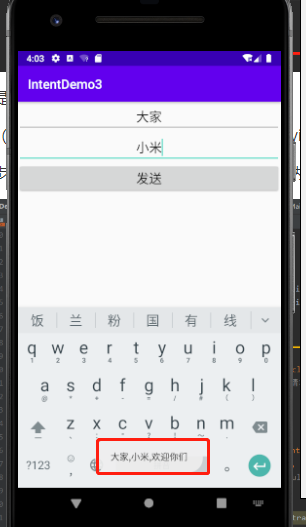 4:03
IntentDemo3
大家
小米
发送
饭 兰 粉 国 有 线
q w e r t y u i o p
1 2 3 4 5 6 7 8 9 0
a s d f g h j k l
z x c v b n m
?123 大家,小米,欢迎你们 。